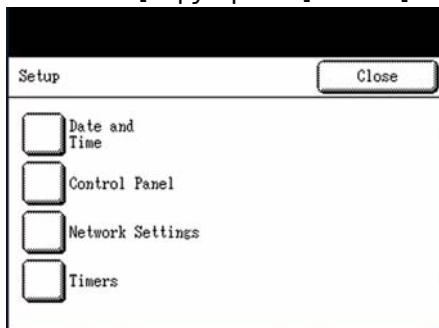 Setup
Close
Date and
Time
Control Panel
Network Settings
Timers